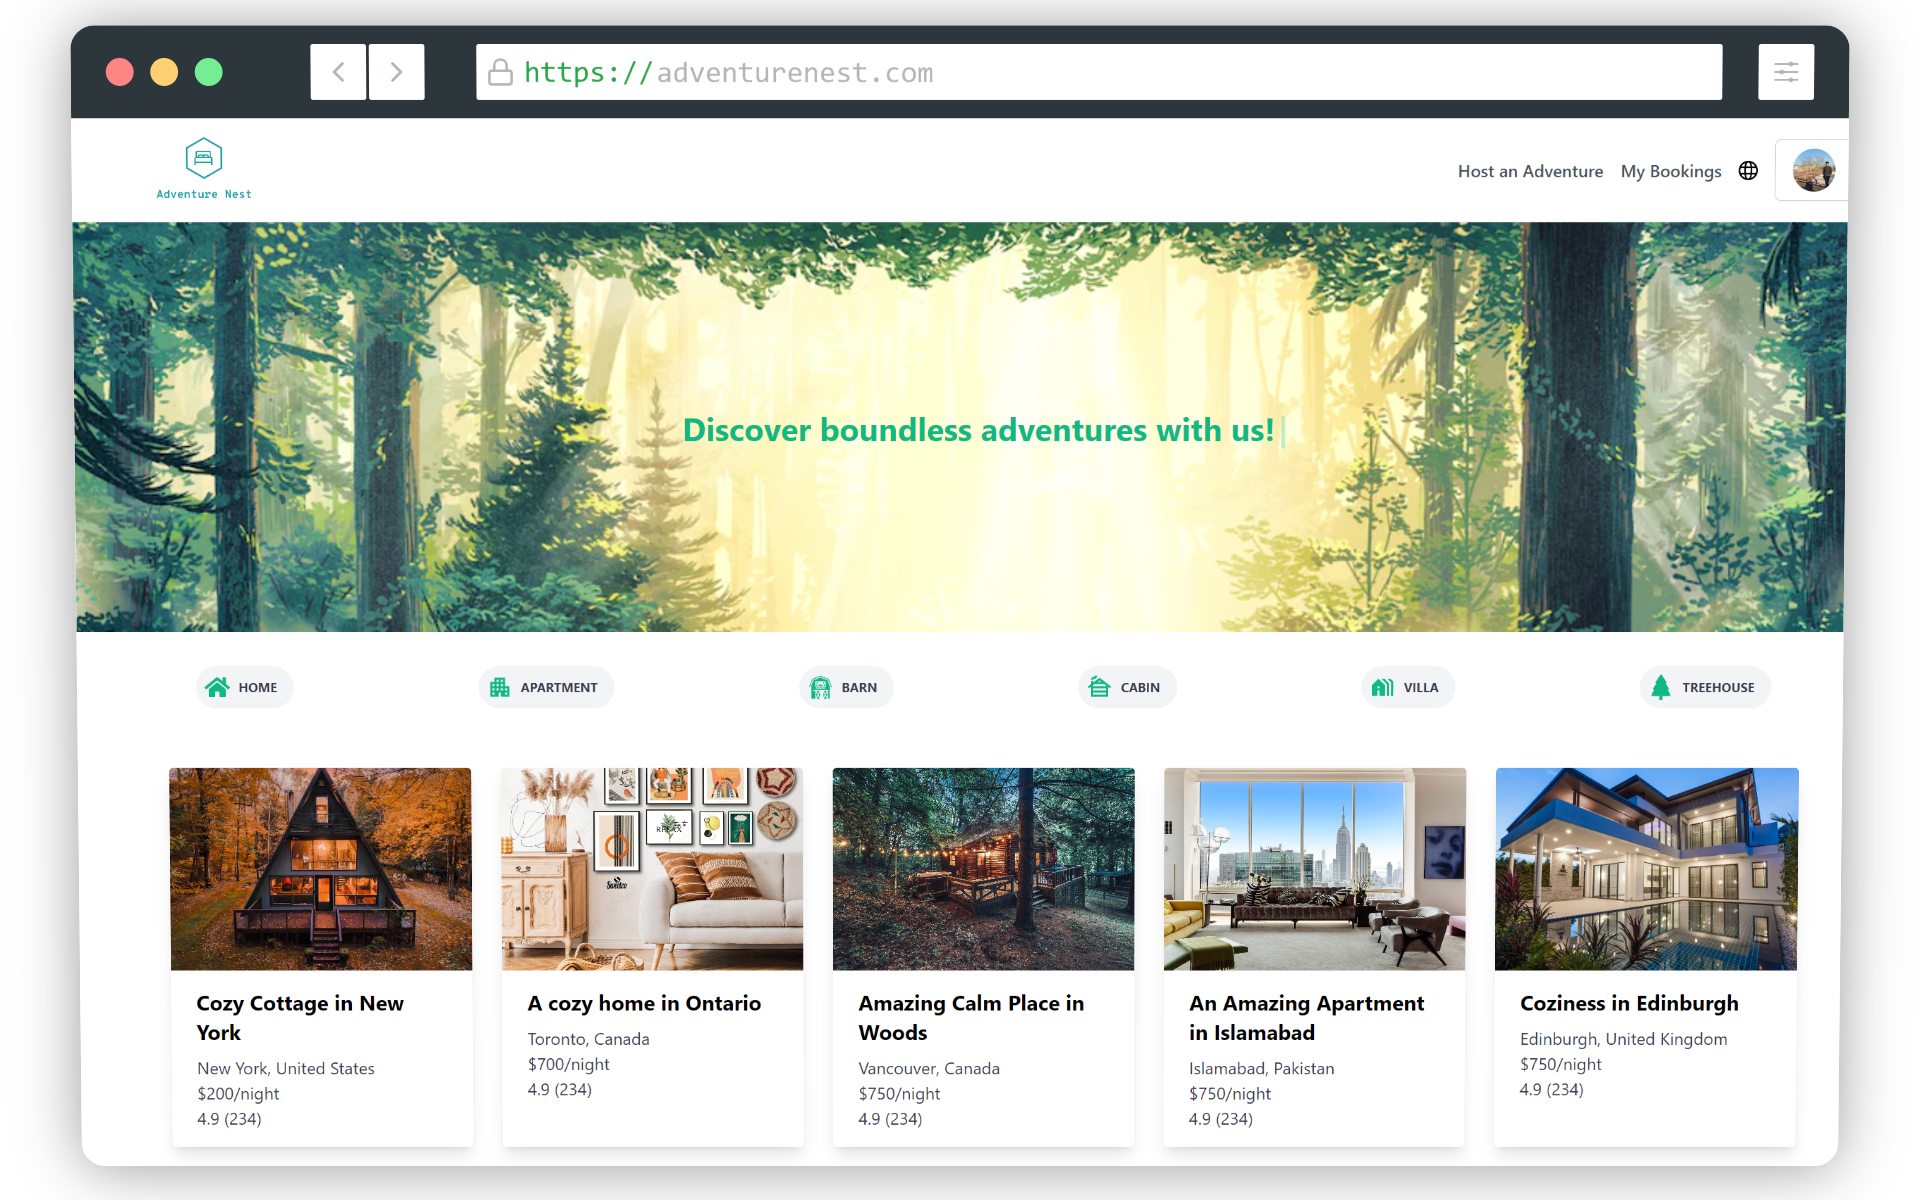 https://adventurenest.com
Adventure Nest
Host an Adventure
My Bookings
Discover boundless adventures with us!
HOME
APARTMENT
BARN
CABIN
VILLA
TREEHOUSE
RELAX
Cozy Cottage in New
York
New York, United States
$200/night
4.9 (234)
A cozy home in Ontario
Toronto, Canada
$700/night
4.9 (234)
Amazing Calm Place in
Woods
Vancouver, Canada
$750/night
4.9 (234)
An Amazing Apartment
in Islamabad
Islamabad, Pakistan
$750/night
4.9 (234)
Coziness in Edinburgh
Edinburgh, United Kingdom
$750/night
4.9 (234)